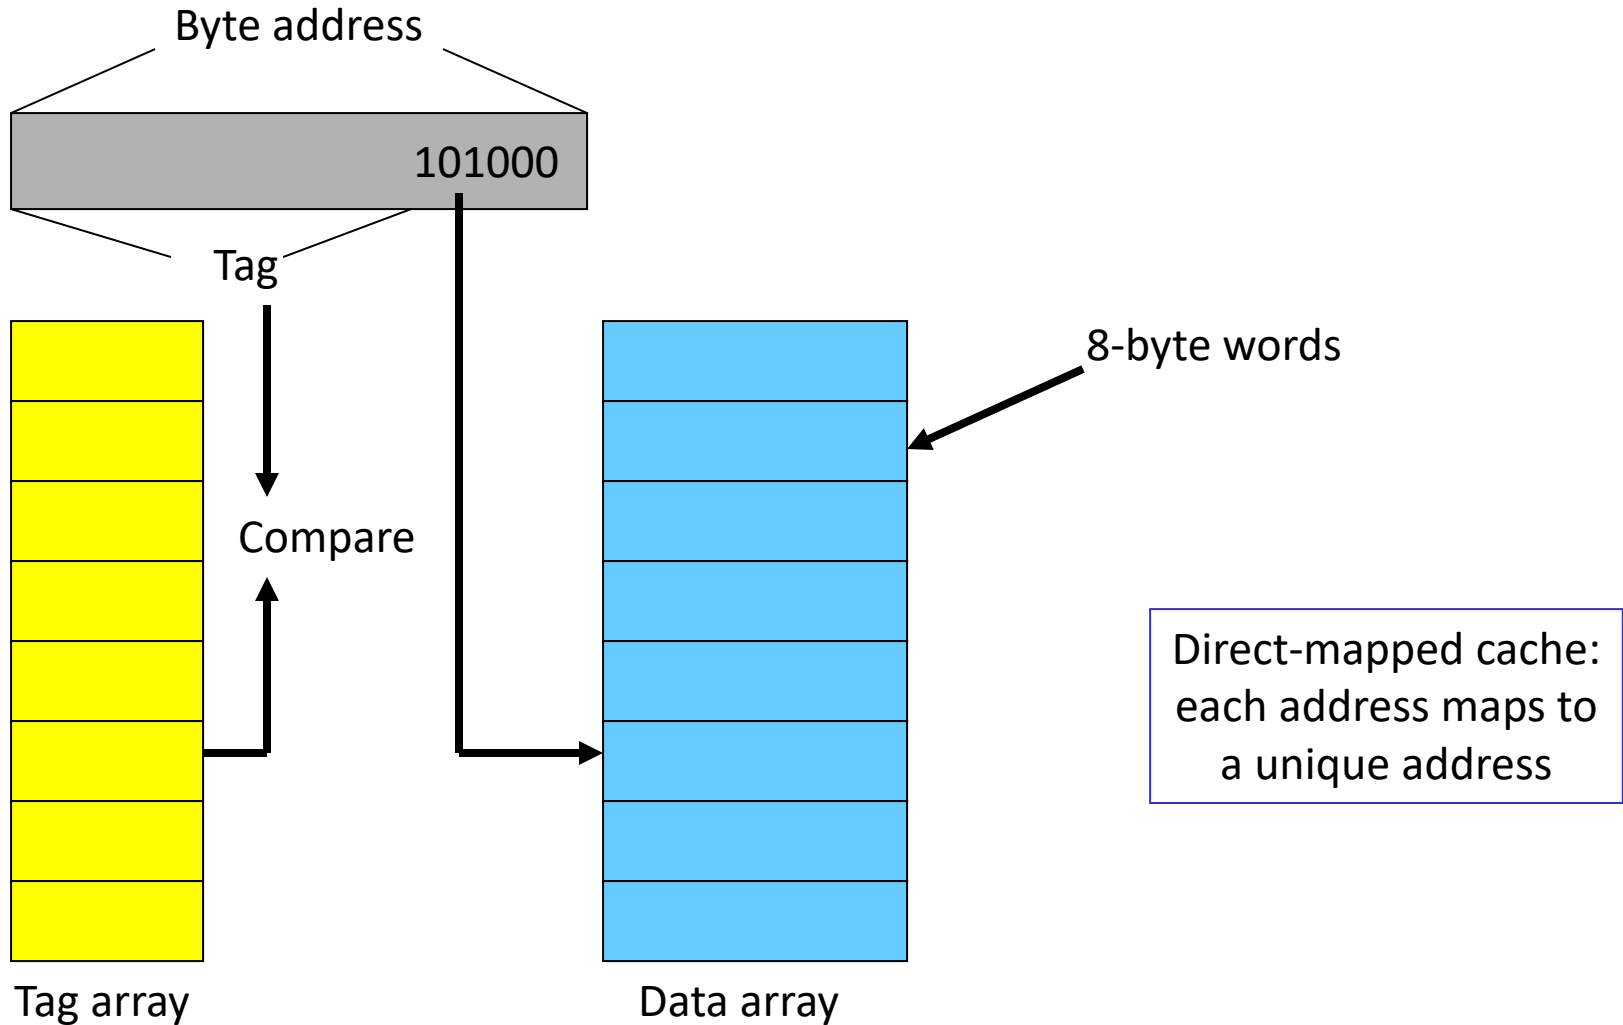 Byte address
101000
Tag
8-byte words
Compare
Direct-mapped cache:
each address maps to
a unique address
Tag array
Data array